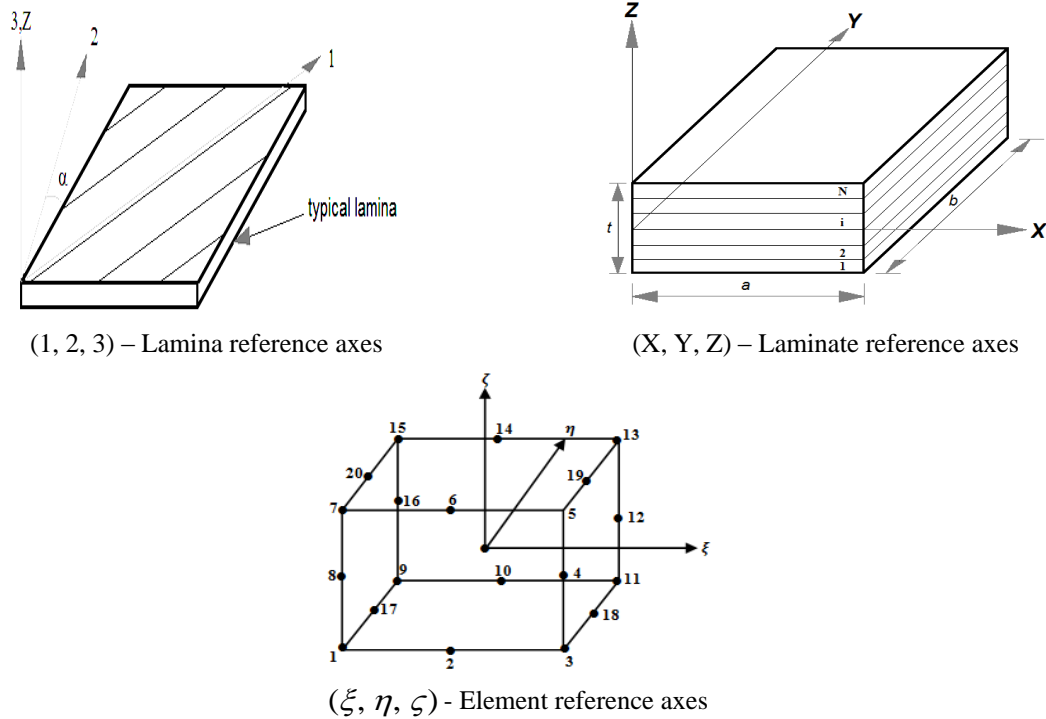 3,Z
2
1
α
typical lamina
(1, 2, 3) – Lamina reference axes
Z
Y
X
N
i
2
1
t
a
b
(X, Y, Z) – Laminate reference axes
ζ
η
ξ
15
14
13
20
19
7
6
5
16
12
8
9
10
4
11
17
18
1
2
3
(ξ, η, ς) - Element reference axes